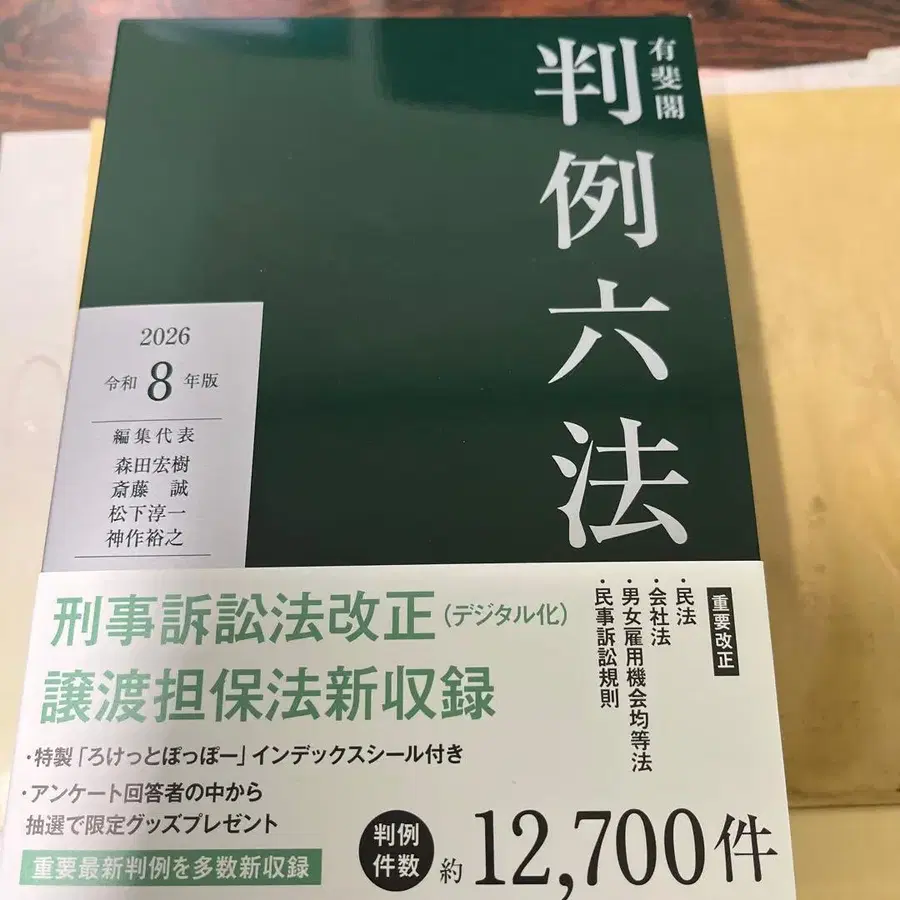 有斐閣
判例六法
2026
令和8年版
編集代表
森田宏樹
斎藤 誠
松下淳一
神作裕之
重要改正
・民法
・会社法
・男女雇用機会均等法
・民事訴訟規則
刑事訴訟法改正(デジタル化)
譲渡担保法新収録
・特製「ろけっとぽっぽー」インデックスシール付き
・アンケート回答者の中から
抽選で限定グッズプレゼント
重要最新判例を多数新収録
判例
件数
約12,700件